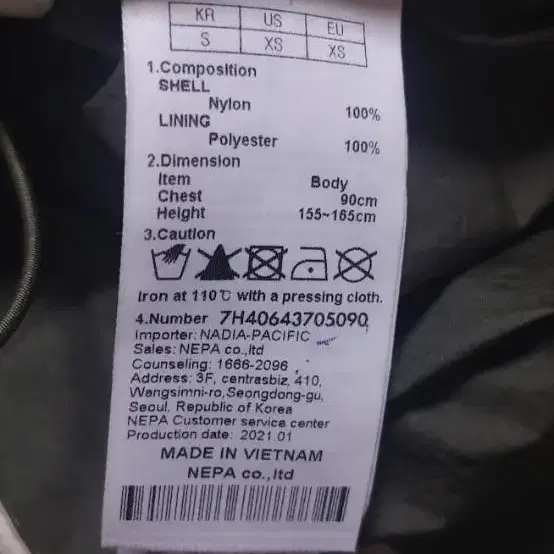 KR US EU
S XS XS
1.Composition
SHELL
Nylon 100%
LINING
Polyester 100%
2.Dimension
Item Body
Chest 90cm
Height 155~165cm
3.Caution
Iron at 110℃ with a pressing cloth.
4.Number 7H40643705090
Importer: NADIA-PACIFIC
Sales: NEPA co.,ltd
Counseling: 1666-2096
Address: 3F, centrasbiz, 410,
Wangsimni-ro, Seongdong-gu,
Seoul, Republic of Korea
NEPA Customer service center
Production date: 2021.01
MADE IN VIETNAM
NEPA co.,ltd